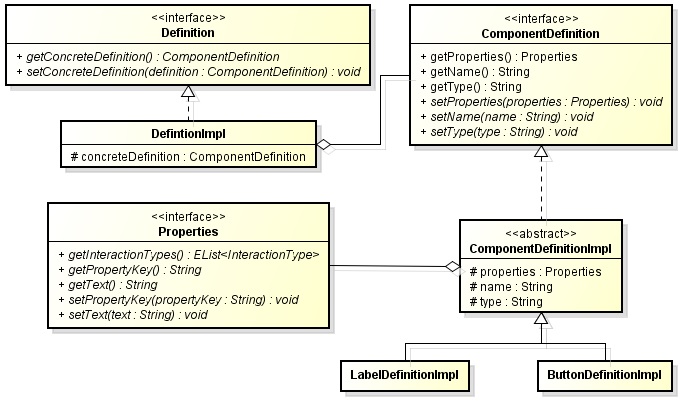 <<interface>>
Definition
+ getConcreteDefinition() : ComponentDefinition
+ setConcreteDefinition(definition : ComponentDefinition) : void
<<interface>>
ComponentDefinition
+ getProperties() : Properties
+ getName() : String
+ getType() : String
+ setProperties(properties : Properties) : void
+ setName(name : String) : void
+ setType(type : String) : void
DefintionImpl
# concreteDefinition : ComponentDefinition
<<interface>>
Properties
+ getInteractionTypes() : EList<InteractionType>
+ getPropertyKey() : String
+ getText() : String
+ setPropertyKey(propertyKey : String) : void
+ setText(text : String) : void
<<abstract>>
ComponentDefinitionImpl
# properties : Properties
# name : String
# type : String
LabelDefinitionImpl
ButtonDefinitionImpl